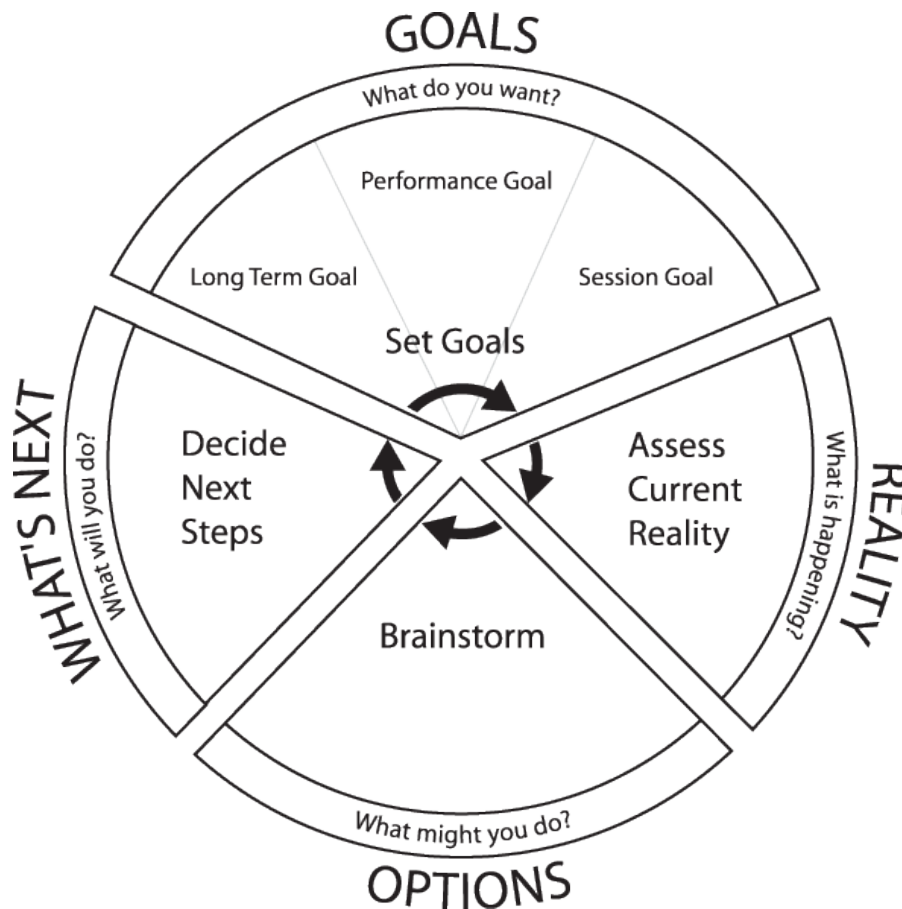 GOALS
What do you want?
Performance Goal
Long Term Goal
Session Goal
Set Goals
REALITY
What is happening?
Assess
Current
Reality
Brainstorm
What might you do?
OPTIONS
WHAT'S NEXT
What will you do?
Decide
Next
Steps